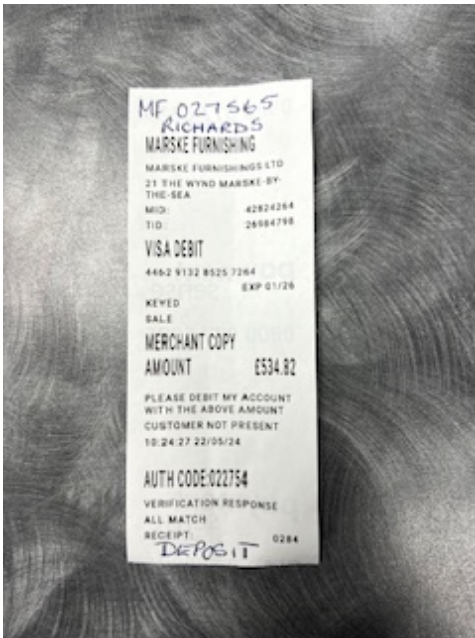 MF 027565
RICHARDS
MARSKE FURNISHING
MARSKE FURNISHINGS LTD
21 THE WYND MARSKE-BY-
THE-SEA
MID: 42824264
TID: 26984798
VISA DEBIT
4462 9132 8525 7264
EXP 01/26
KEYED
SALE
MERCHANT COPY
AMOUNT £534.82
PLEASE DEBIT MY ACCOUNT
WITH THE ABOVE AMOUNT
CUSTOMER NOT PRESENT
10:24:27 22/05/24
AUTH CODE:022754
VERIFICATION RESPONSE
ALL MATCH
RECEIPT: 0284
DEPOSIT